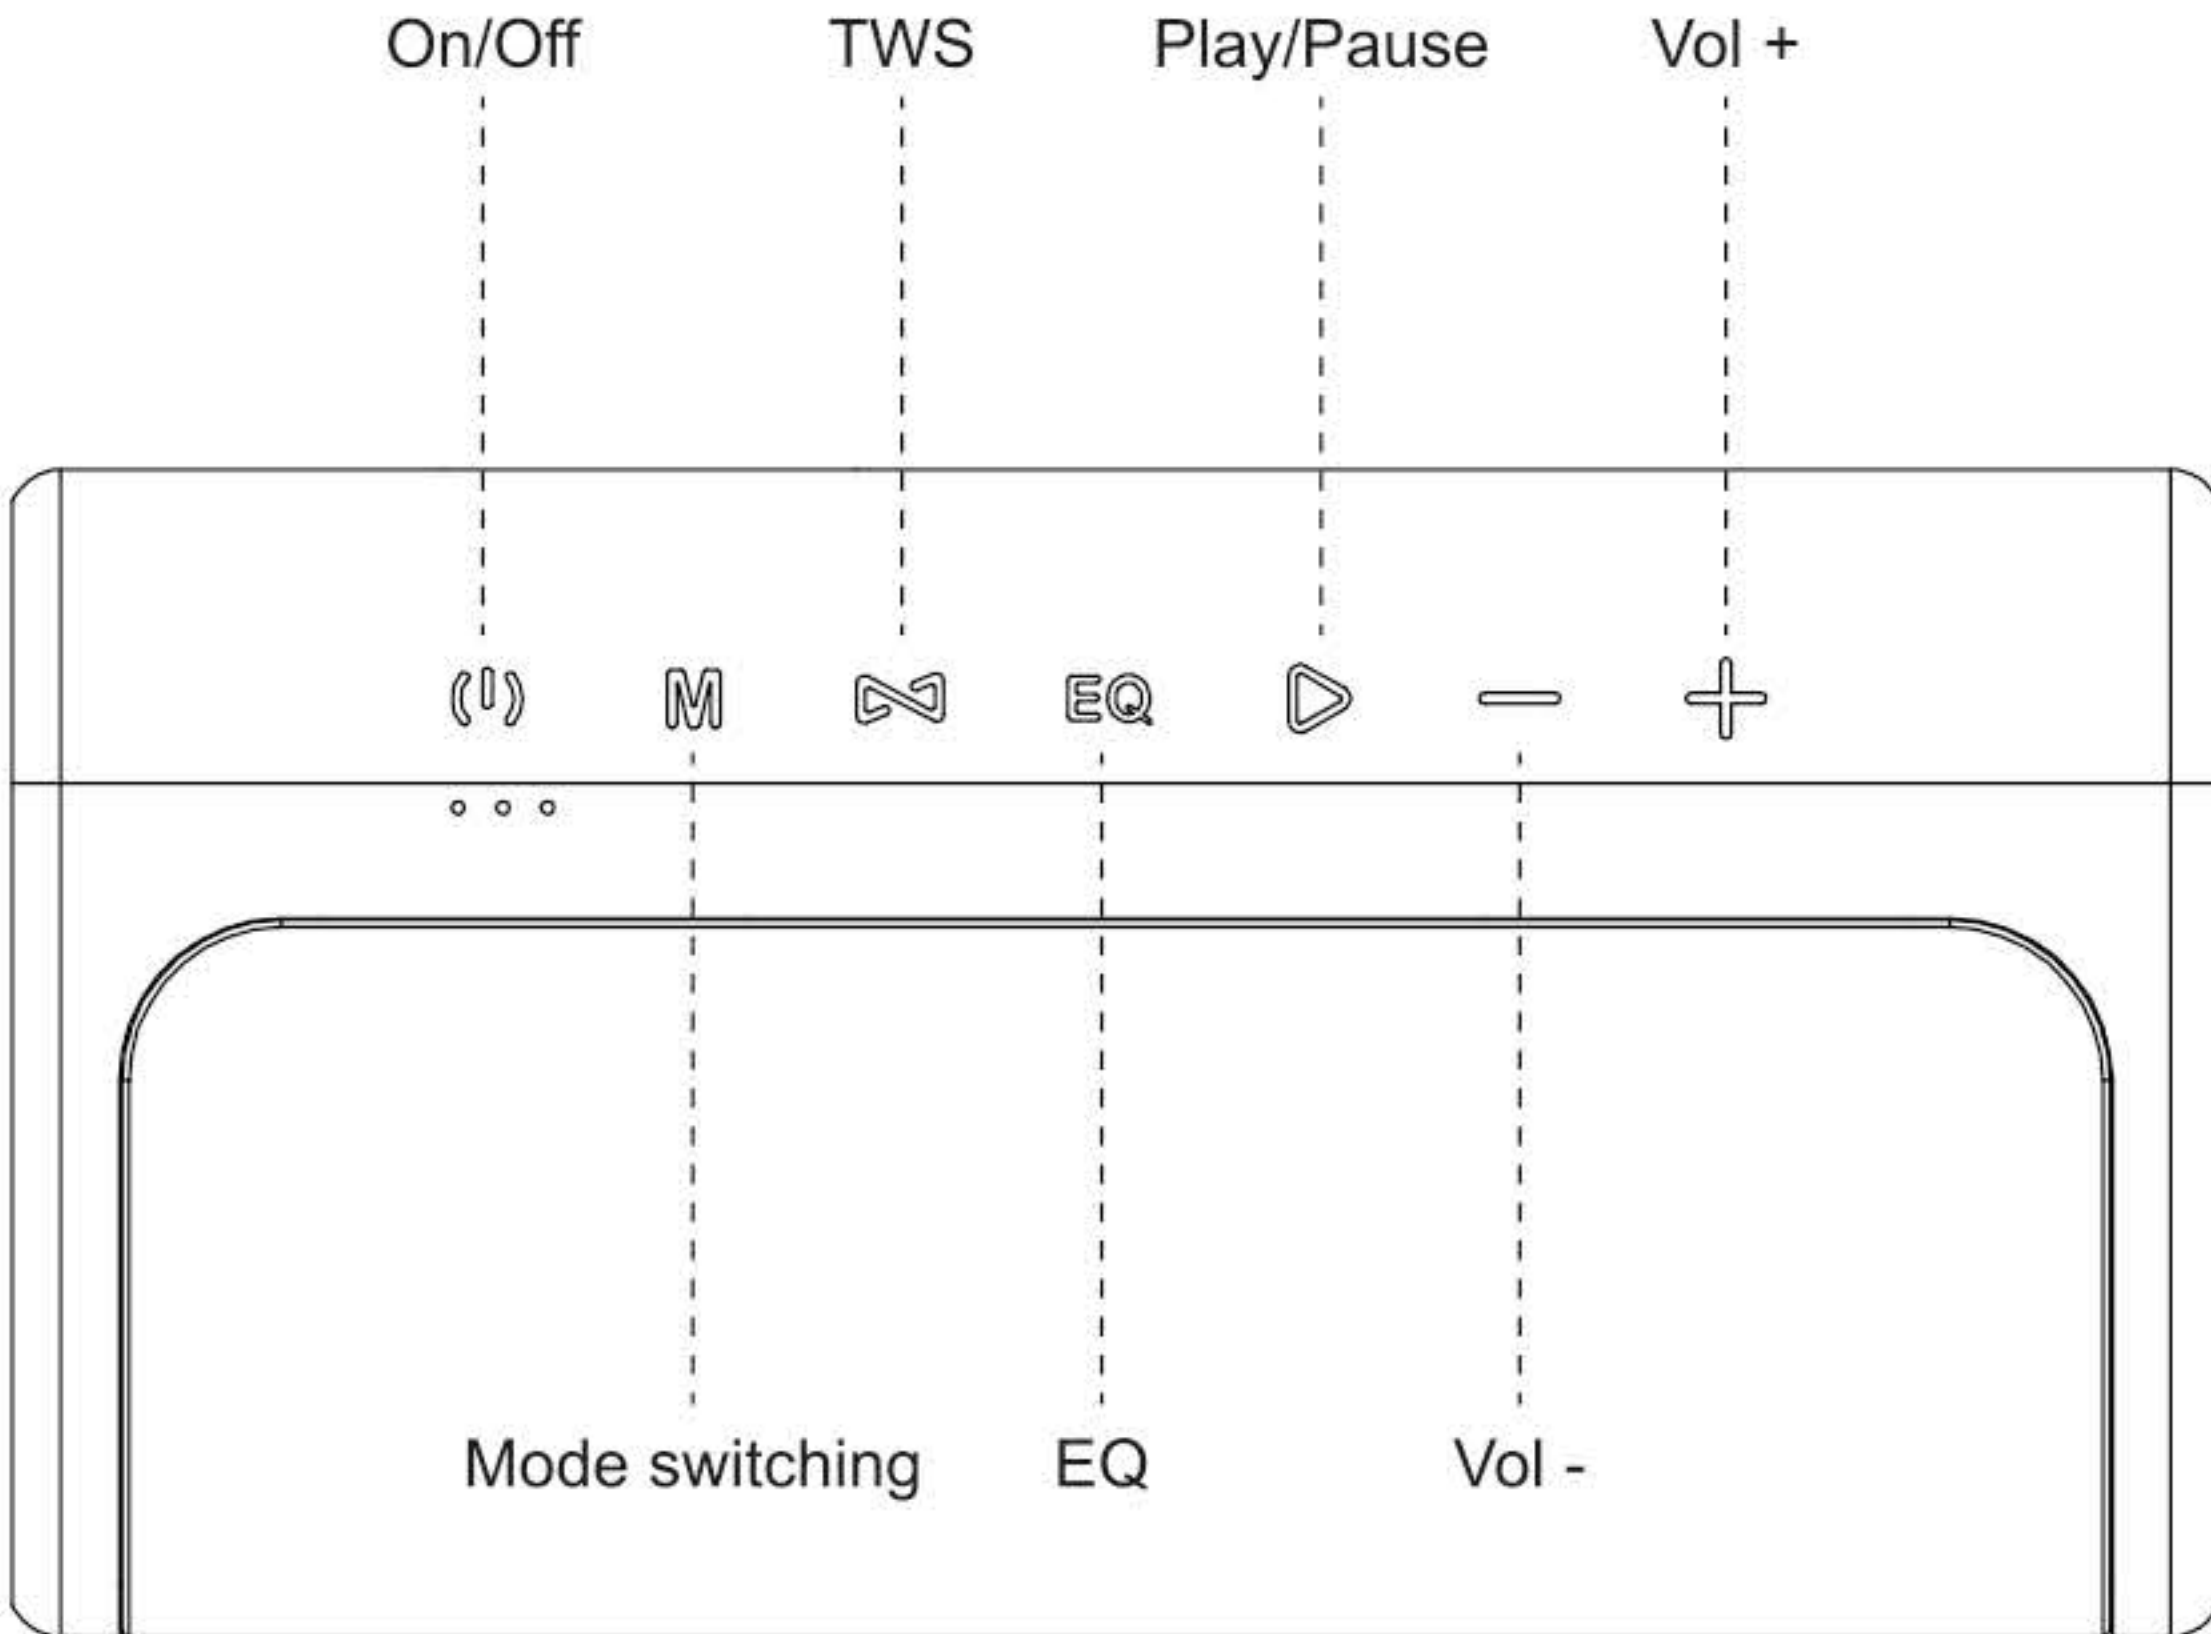 On/Off TWS Play/Pause Vol +
M EQ
Mode switching EQ Vol -